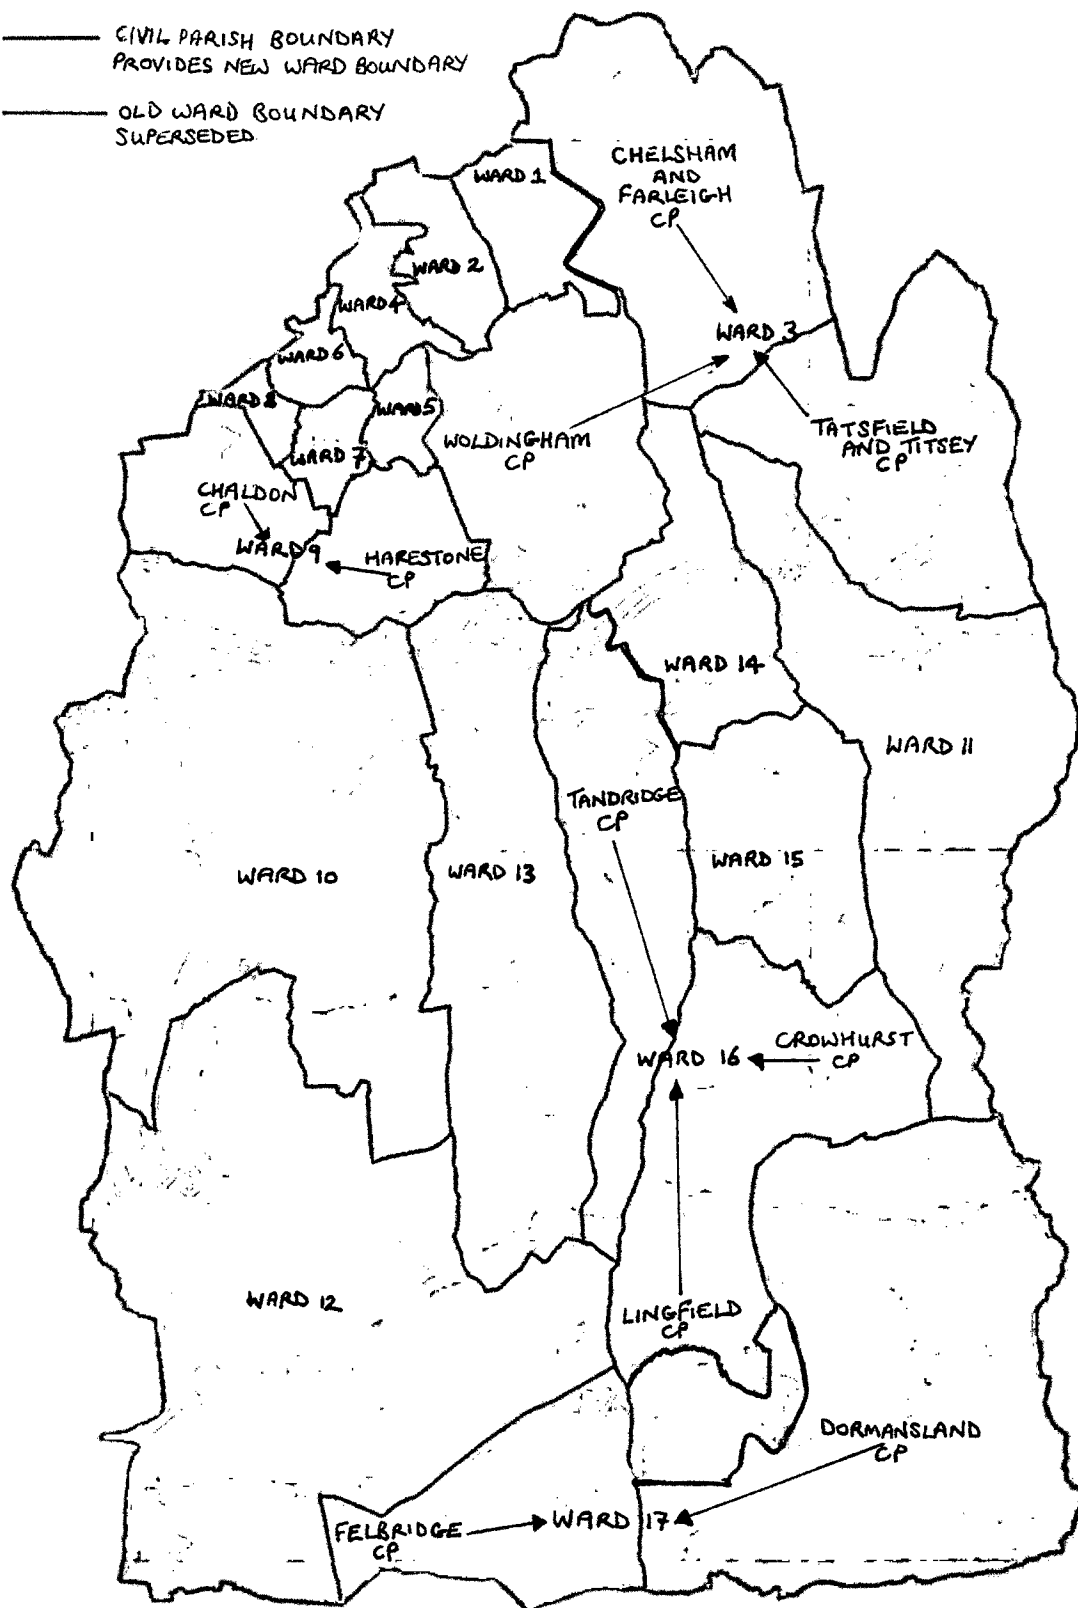 CIVIL PARISH BOUNDARY
PROVIDES NEW WARD BOUNDARY
OLD WARD BOUNDARY
SUPERSEDED
CHELSHAM
AND
FARLEIGH
CP
WARD 1
WARD 2
WARD 4
WARD 3
WARD 6
WARD 8
WARD 5
WARD 7
WOLDINGHAM
CP
TATSFIELD
AND TITSEY
CP
CHALDON
CP
WARD 9
HARESTONE
CP
WARD 14
WARD 11
TANDRIDGE
CP
WARD 15
WARD 10
WARD 13
WARD 16
CROWHURST
CP
WARD 12
LINGFIELD
CP
DORMANSLAND
CP
FELBRIDGE
CP
WARD 17